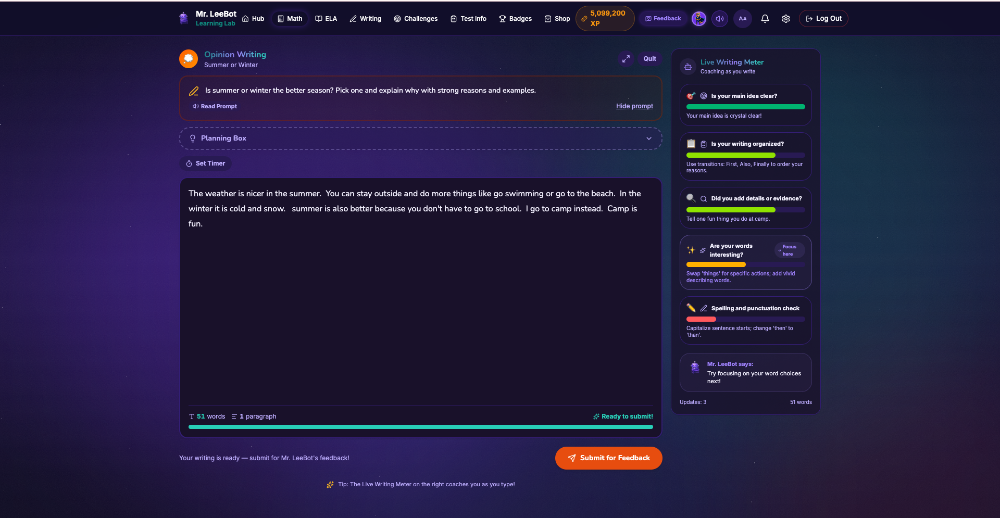 Mr. LeeBot
Learning Lab
Hub
Math
ELA
Writing
Challenges
Test Info
Badges
Shop
5,099,200
XP
Feedback
AA
Log Out
Opinion Writing
Summer or Winter
Quit
Is summer or winter the better season? Pick one and explain why with strong reasons and examples.
Read Prompt
Hide prompt
Planning Box
Set Timer
The weather is nicer in the summer.  You can stay outside and do more things like go swimming or go to the beach.  In the
winter it is cold and snow.   summer is also better because you don't have to go to school.  I go to camp instead.  Camp is
fun.
51 words
1 paragraph
Ready to submit!
Your writing is ready — submit for Mr. LeeBot's feedback!
Submit for Feedback
Tip: The Live Writing Meter on the right coaches you as you type!
Live Writing Meter
Coaching as you write
Is your main idea clear?
Your main idea is crystal clear!
Is your writing organized?
Use transitions: First, Also, Finally to order your
reasons.
Did you add details or evidence?
Tell one fun thing you do at camp.
Are your words
interesting?
Focus
here
Swap 'things' for specific actions; add vivid
describing words.
Spelling and punctuation check
Capitalize sentence starts; change 'then' to
'than'.
Mr. LeeBot says:
Try focusing on your word choices
next!
Updates: 3
51 words